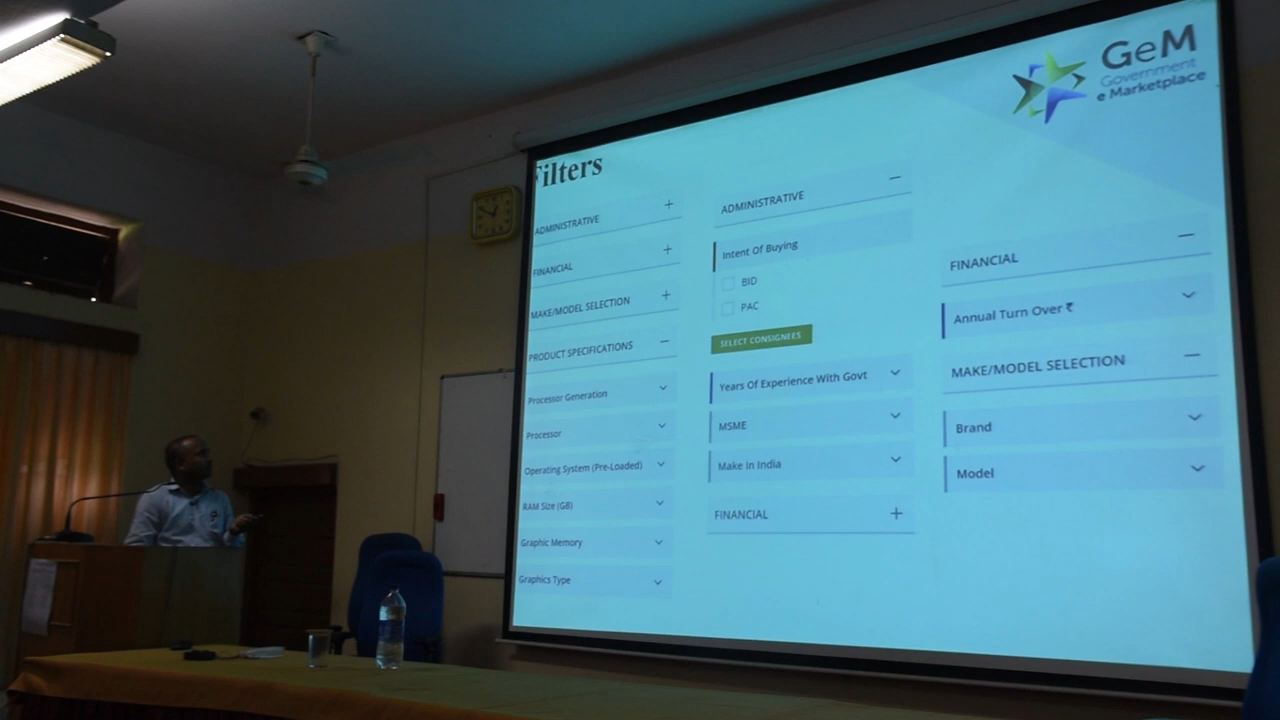 GeM
Government
e Marketplace
Filters
ADMINISTRATIVE
FINANCIAL
MAKE/MODEL SELECTION
PRODUCT SPECIFICATIONS
Processor Generation
Processor
Operating System (Pre-Loaded)
RAM Size (GB)
Graphic Memory
Graphics Type
ADMINISTRATIVE
Intent Of Buying
BID
PAC
SELECT CONSIGNEES
Years Of Experience With Govt
MSME
Make In India
FINANCIAL
FINANCIAL
Annual Turn Over ₹
MAKE/MODEL SELECTION
Brand
Model